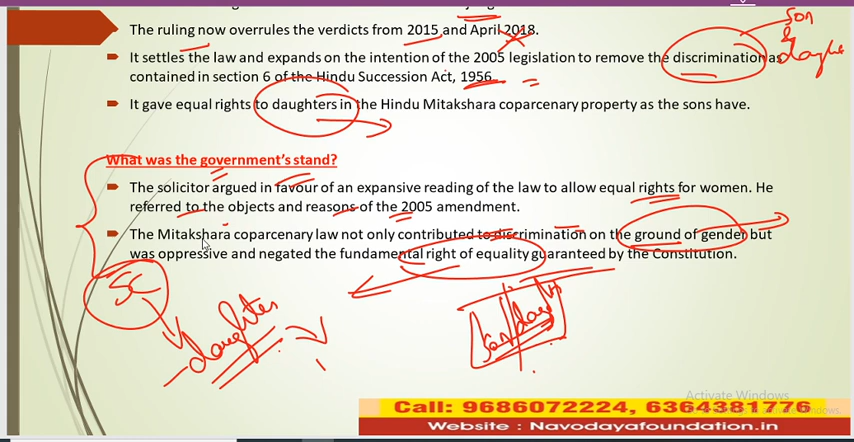 The ruling now overrules the verdicts from 2015 and April 2018.
Son
&
It settles the law and expands on the intention of the 2005 legislation to remove the discrimination as
contained in section 6 of the Hindu Succession Act, 1956.
It gave equal rights to daughters in the Hindu Mitakshara coparcenary property as the sons have.
What was the government's stand?
The solicitor argued in favour of an expansive reading of the law to allow equal rights for women. He
referred to the objects and reasons of the 2005 amendment.
The Mitakshara coparcenary law not only contributed to discrimination on the ground of gender but
was oppressive and negated the fundamental right of equality guaranteed by the Constitution.
SC
daughter
Son
Activate Windows
Call: 9686072224, 6364381776
Website : Navodayafoundation.in